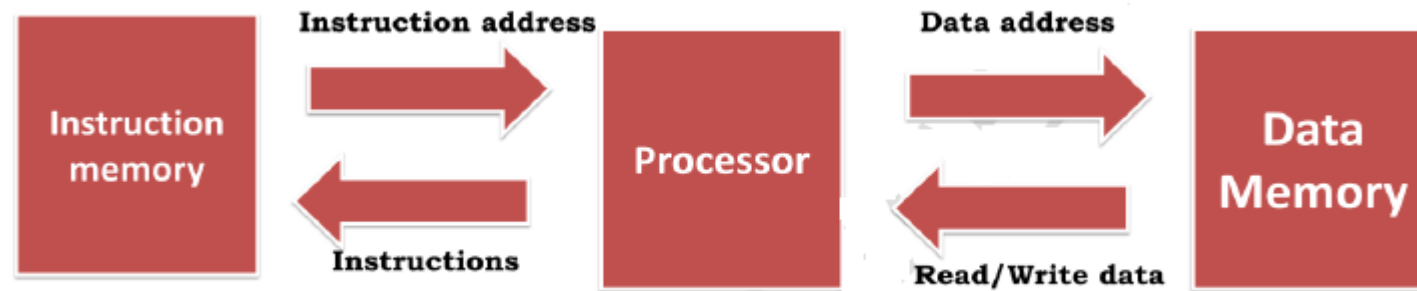 Instruction address
Data address
Instruction
memory
Processor
Data
Memory
Instructions
Read/Write data